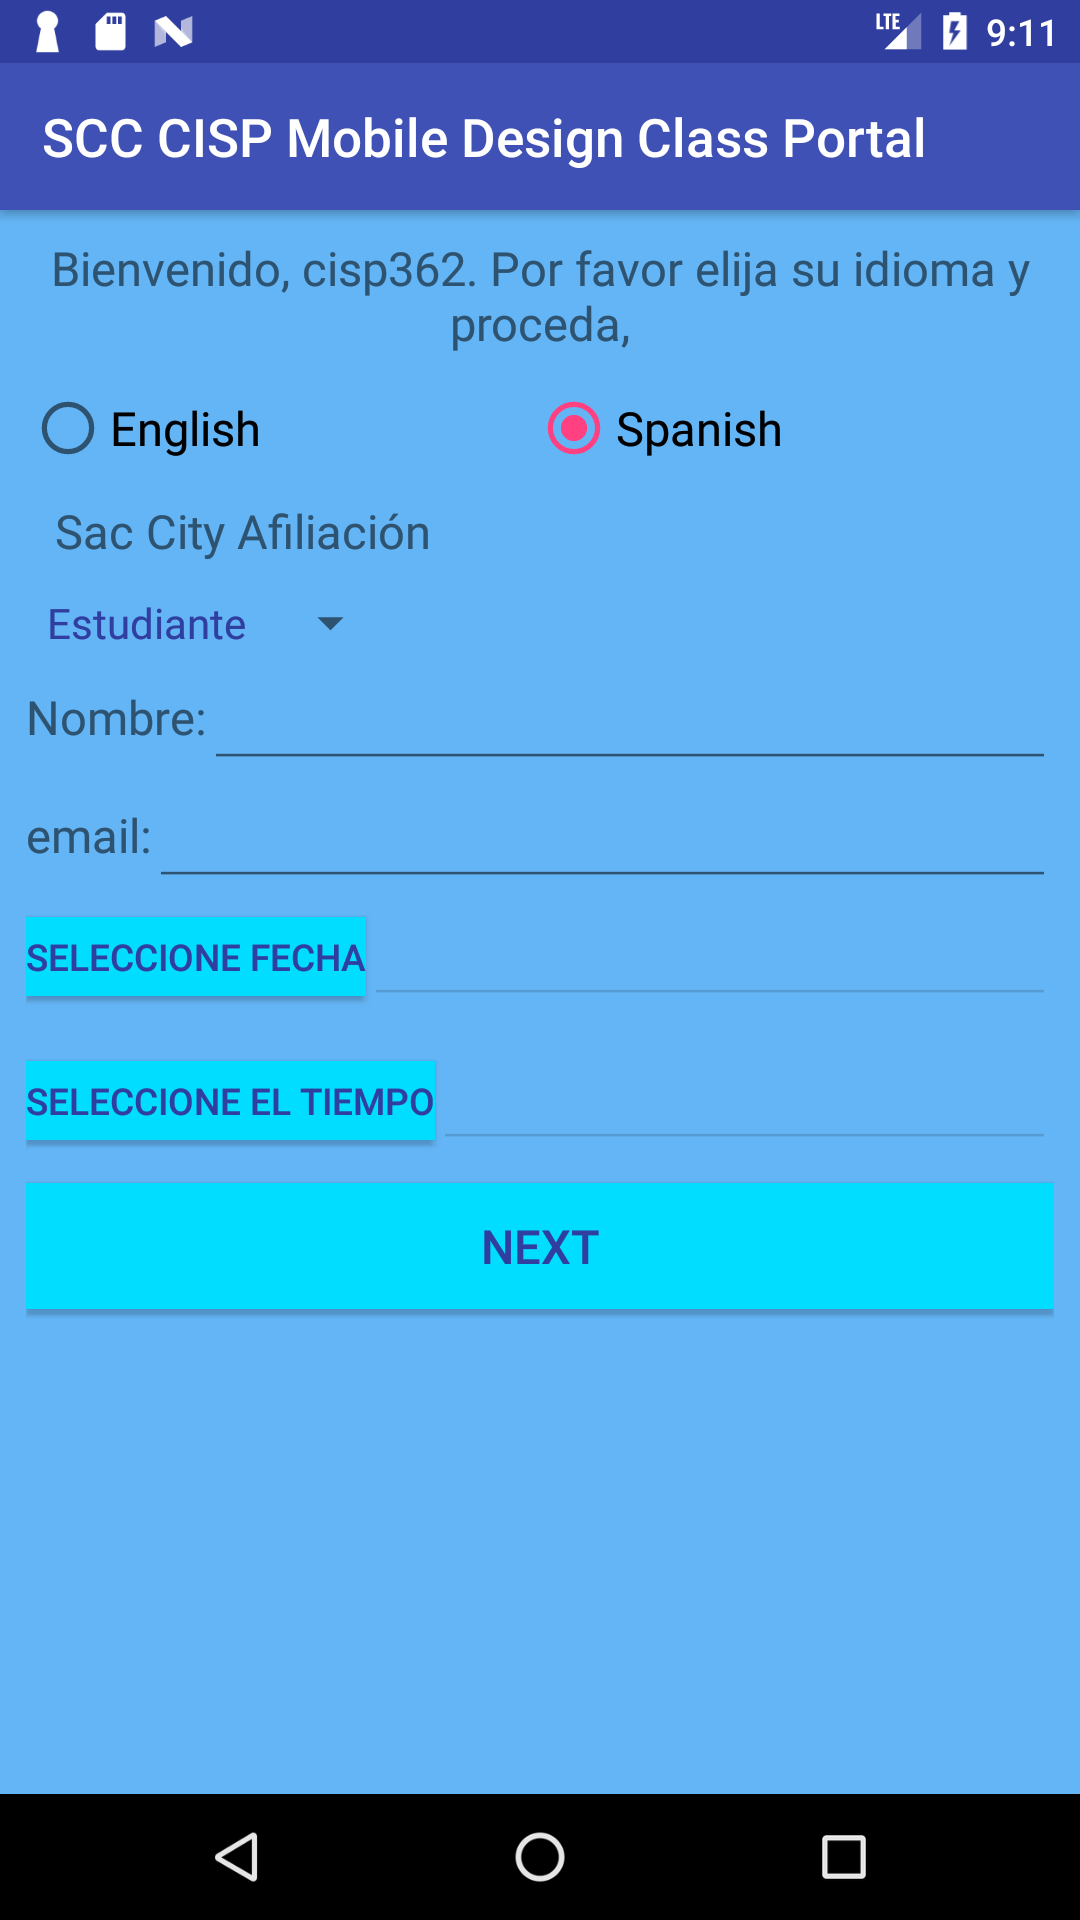 LTE 9:11
SCC CISP Mobile Design Class Portal
Bienvenido, cisp362. Por favor elija su idioma y
proceda,
English Spanish
Sac City Afiliación
Estudiante
Nombre:
email:
SELECCIONE FECHA
SELECCIONE EL TIEMPO
NEXT